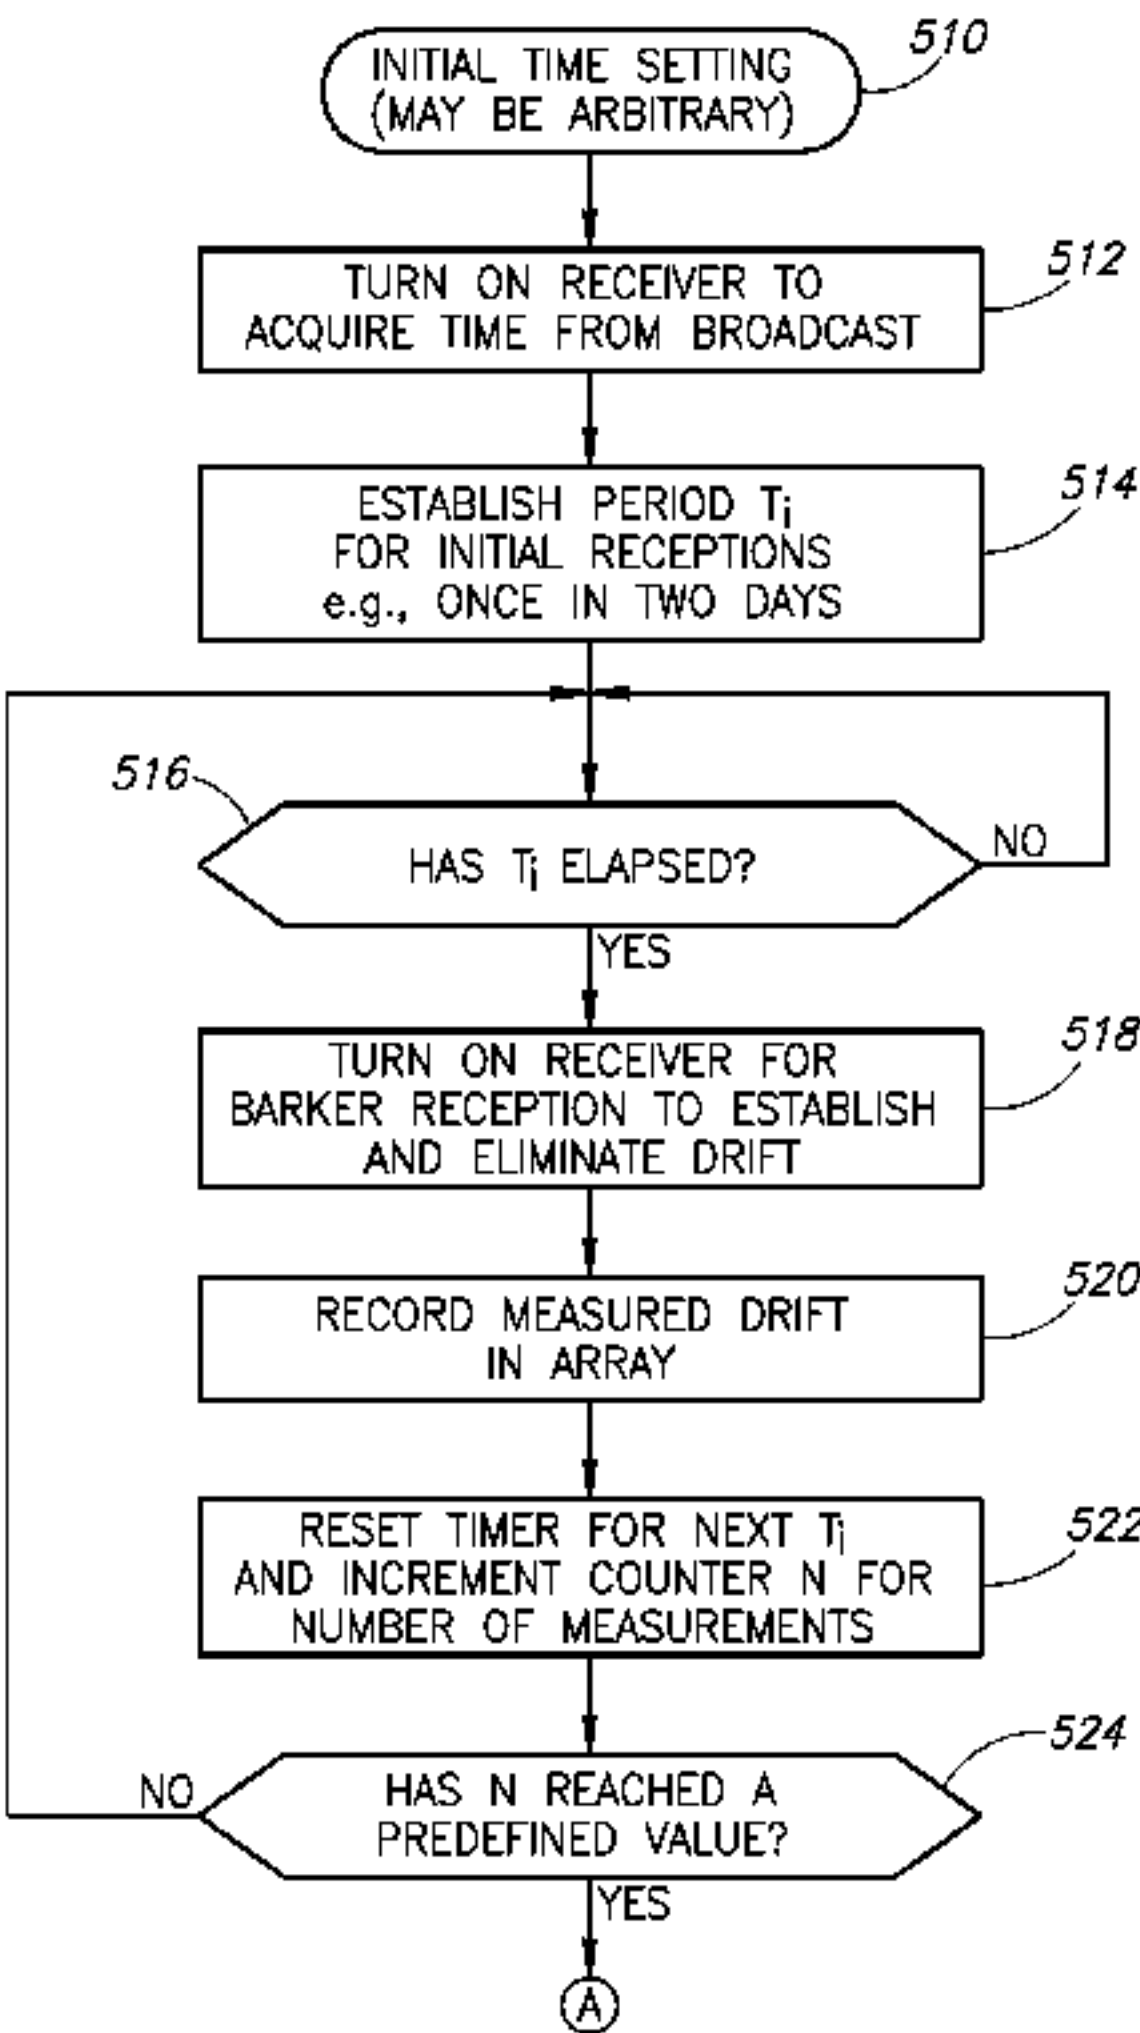 INITIAL TIME SETTING
(MAY BE ARBITRARY)
510
TURN ON RECEIVER TO
ACQUIRE TIME FROM BROADCAST
512
ESTABLISH PERIOD Ti
FOR INITIAL RECEPTIONS
e.g., ONCE IN TWO DAYS
514
516
HAS Ti ELAPSED?
NO
YES
TURN ON RECEIVER FOR
BARKER RECEPTION TO ESTABLISH
AND ELIMINATE DRIFT
518
RECORD MEASURED DRIFT
IN ARRAY
520
RESET TIMER FOR NEXT Ti
AND INCREMENT COUNTER N FOR
NUMBER OF MEASUREMENTS
522
524
NO
HAS N REACHED A
PREDEFINED VALUE?
YES
A